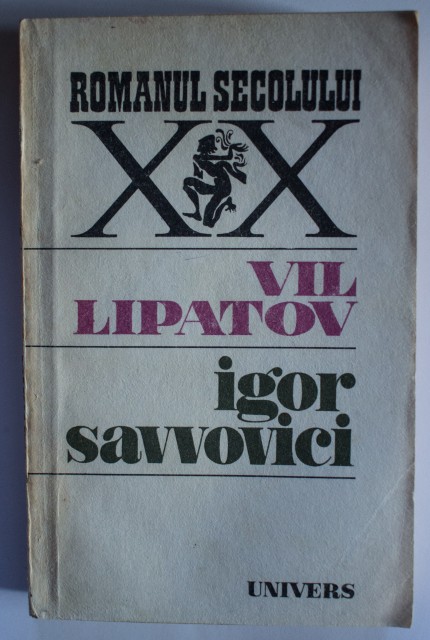 ROMANUL SECOLULUI
XX
VIL
LIPATOV
igor
savvovici
UNIVERS